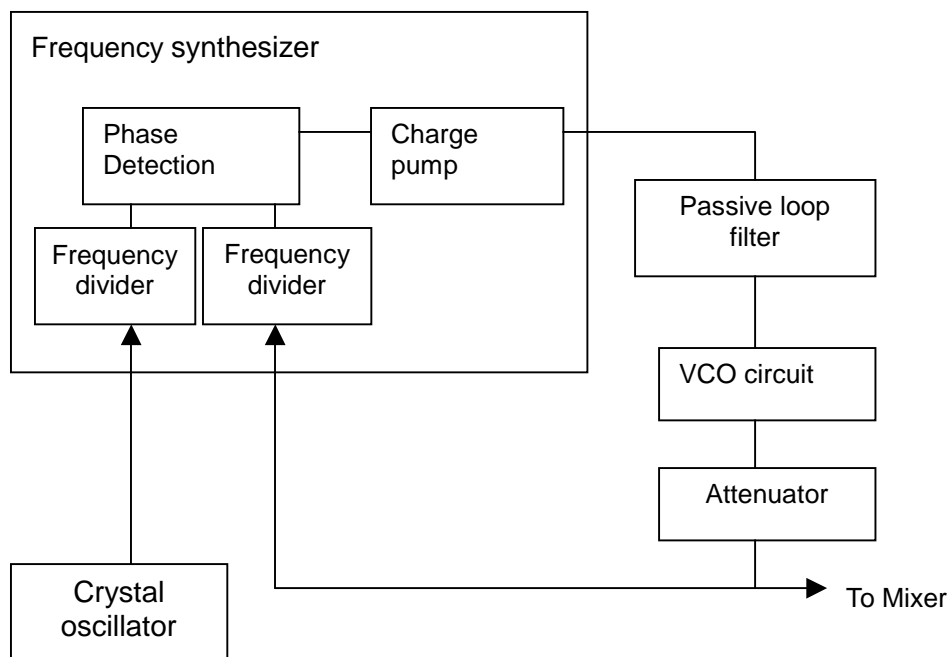 Frequency synthesizer
Phase
Detection
Charge
pump
Frequency
divider
Frequency
divider
Passive loop
filter
VCO circuit
Attenuator
Crystal
oscillator
To Mixer